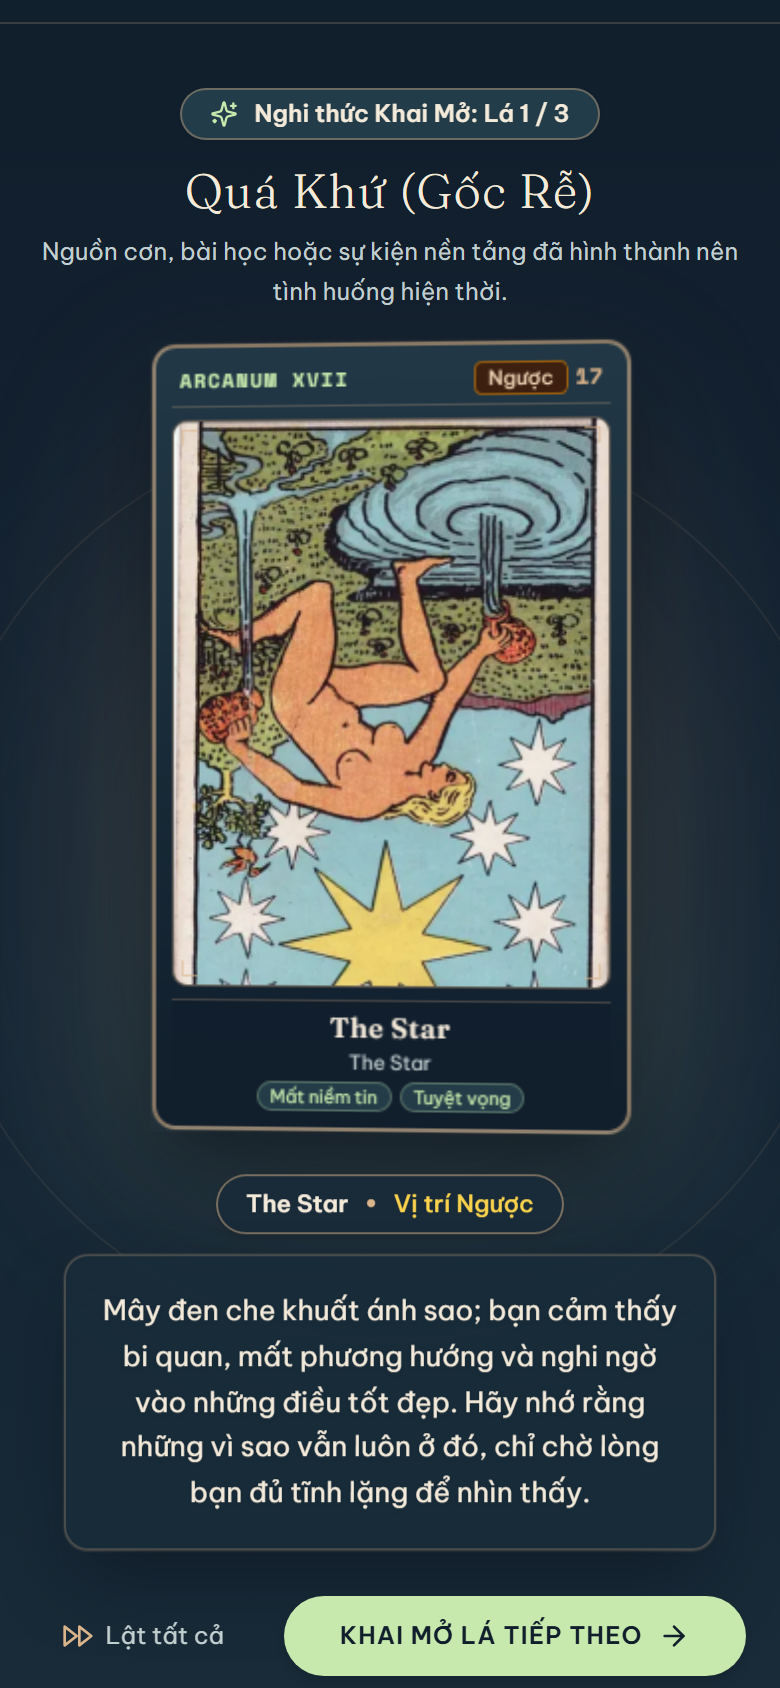 Nghi thức Khai Mở: Lá 1 / 3
Quá Khứ (Gốc Rễ)
Nguồn cơn, bài học hoặc sự kiện nền tảng đã hình thành nên
tình huống hiện thời.
ARCANUM XVII
Ngược 17
The Star
The Star
Mất niềm tin Tuyệt vọng
The Star • Vị trí Ngược
Mây đen che khuất ánh sao; bạn cảm thấy
bi quan, mất phương hướng và nghi ngờ
vào những điều tốt đẹp. Hãy nhớ rằng
những vì sao vẫn luôn ở đó, chỉ chờ lòng
bạn đủ tĩnh lặng để nhìn thấy.
Lật tất cả
KHAI MỞ LÁ TIẾP THEO →